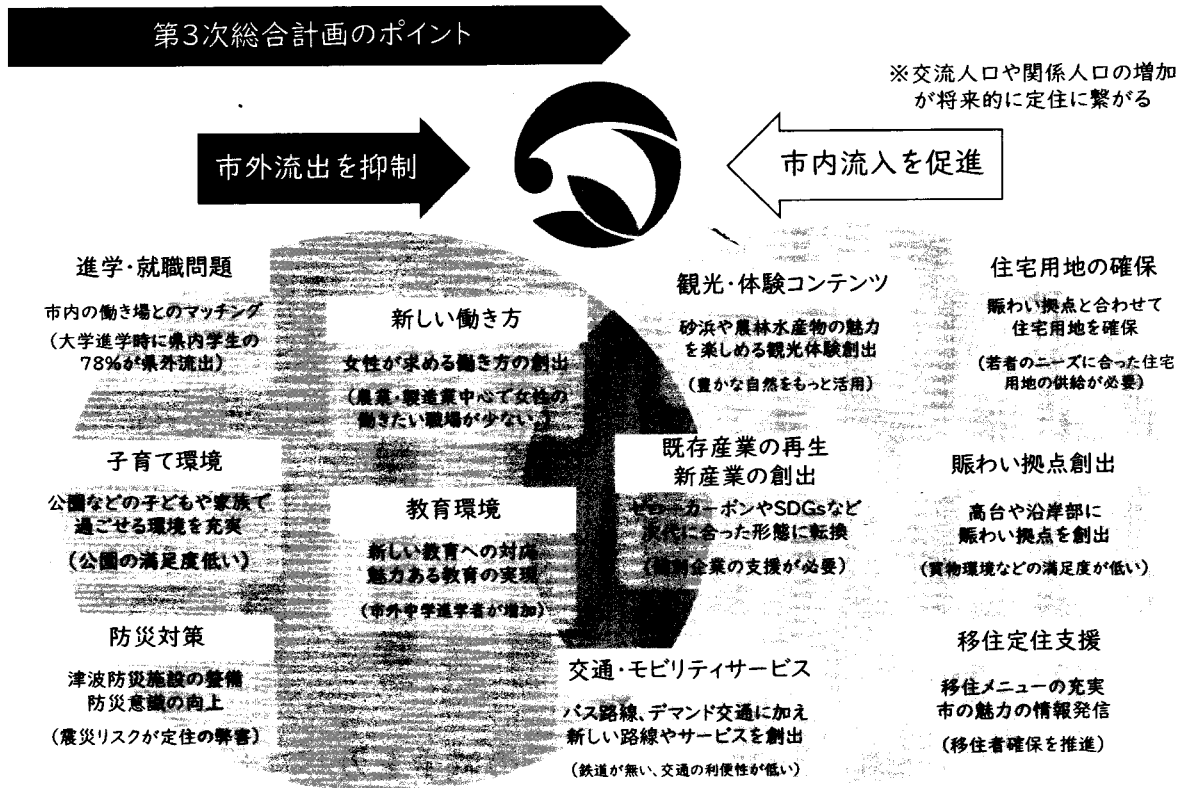 第3次総合計画のポイント
※交流人口や関係人口の増加
が将来的に定住に繋がる
市外流出を抑制
市内流入を促進
進学・就職問題
市内の働き場とのマッチング
(大学進学時に県内学生の
78%が県外流出)
新しい働き方
女性が求める働き方の創出
(農業・製造業中心で女性の
働きたい職場が少ない。)
観光・体験コンテンツ
砂浜や農林水産物の魅力
を楽しめる観光体験創出
(豊かな自然をもっと活用)
住宅用地の確保
賑わい拠点と合わせて
住宅用地を確保
(若者のニーズに合った住宅
用地の供給が必要)
子育て環境
公園などの子どもや家族で
過ごせる環境を充実
(公園の満足度低い)
教育環境
新しい教育への対応
魅力ある教育の実現
(市外中学進学者が増加)
既存産業の再生
新産業の創出
ゼローカーボンやSDGsなど
次代に合った形態に転換
(個別企業の支援が必要)
賑わい拠点創出
高台や沿岸部に
賑わい拠点を創出
(買物環境などの満足度が低い)
防災対策
津波防災施設の整備
防災意識の向上
(震災リスクが定住の弊害)
交通・モビリティサービス
バス路線、デマンド交通に加え
新しい路線やサービスを創出
(鉄道が無い、交通の利便性が低い)
移住定住支援
移住メニューの充実
市の魅力の情報発信
(移住者確保を推進)